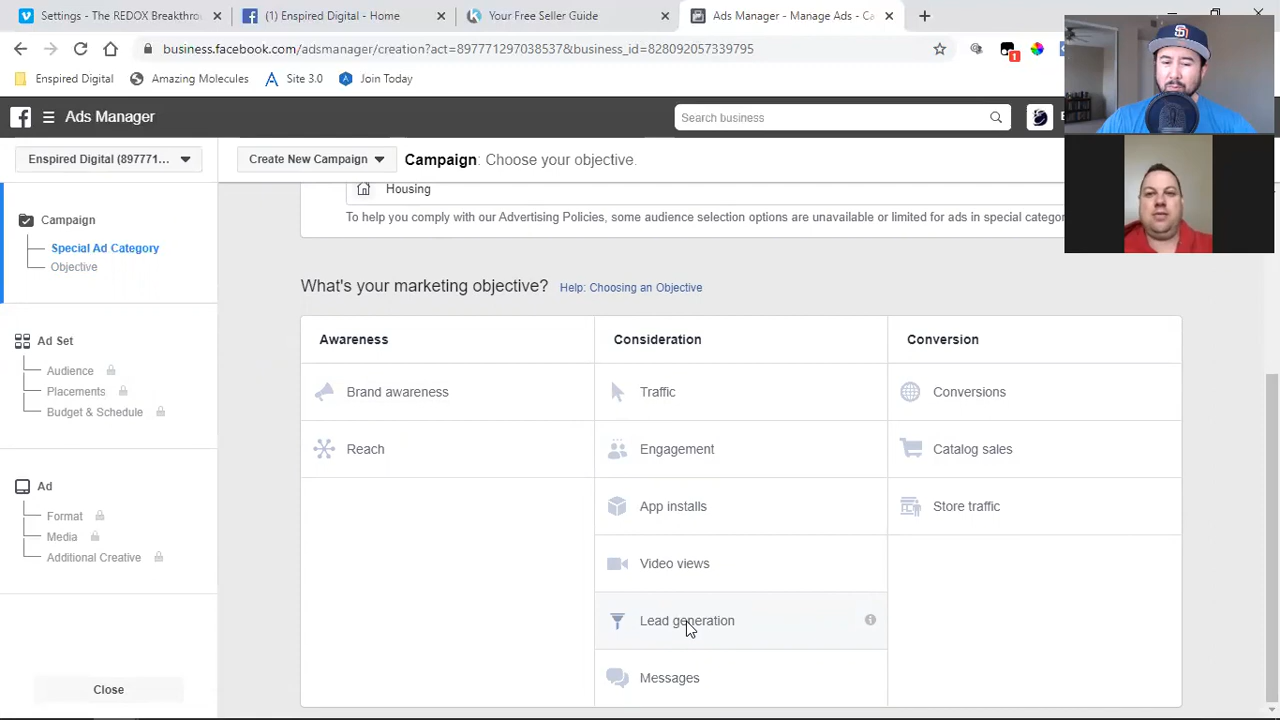 Settings - The REDOX Breakthro
(1) Enspired Digital - Home
Your Free Seller Guide
Ads Manager - Manage Ads - Ca
business.facebook.com/adsmanager/creation?act=897771297035357&business_id=828092057339795
1
Enspired Digital
Amazing Molecules
Site 3.0
Join Today
Ads Manager
Search business
Enspired Digital (897771...
Create New Campaign
Campaign: Choose your objective.
Campaign
Special Ad Category
Objective
Ad Set
Audience
Placements
Budget & Schedule
Ad
Format
Media
Additional Creative
Close
Housing
To help you comply with our Advertising Policies, some audience selection options are unavailable or limited for ads in special categor
What's your marketing objective? Help: Choosing an Objective
Awareness
Brand awareness
Reach
Consideration
Traffic
Engagement
App installs
Video views
Lead generation
Messages
Conversion
Conversions
Catalog sales
Store traffic